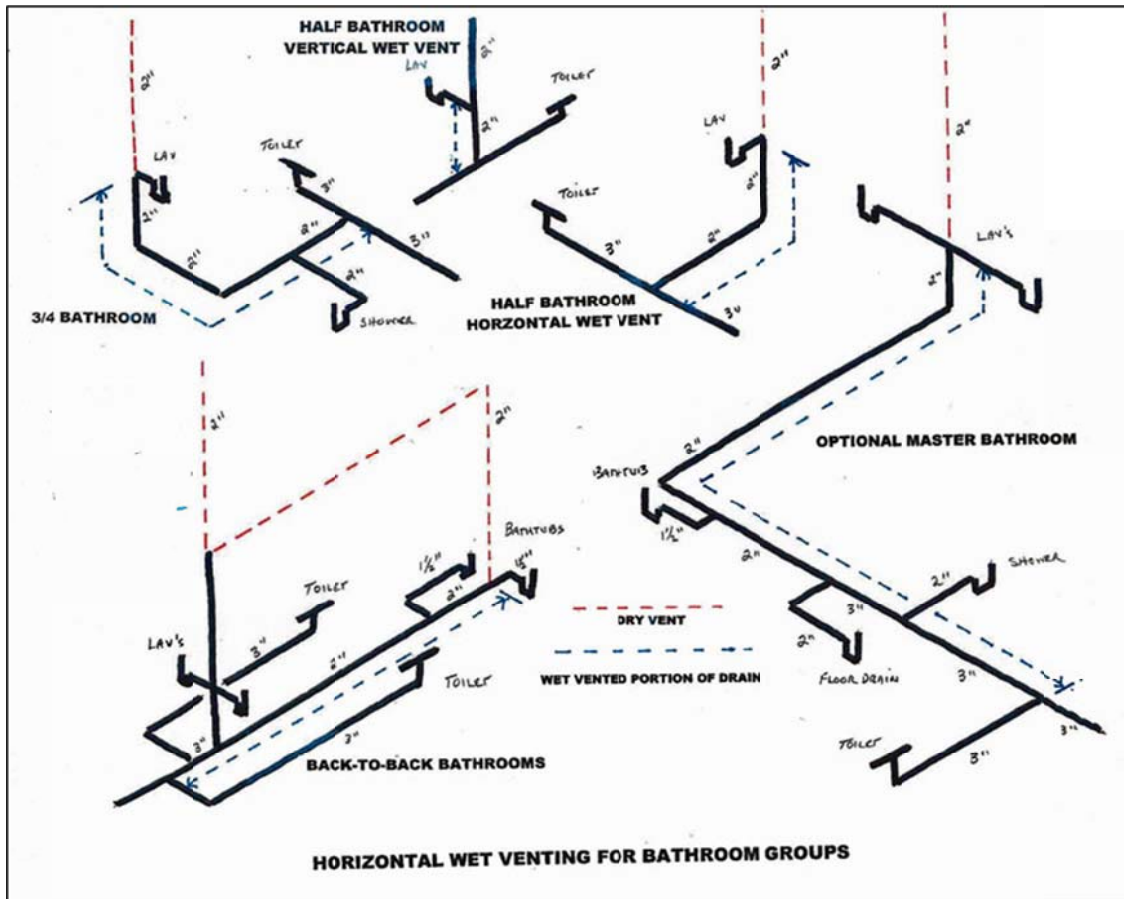 HALF BATHROOM
VERTICAL WET VENT
2"
2"
2"
2"
LAV
TOILET
2"
2"
LAV
TOILET
LAV
TOILET
2"
3"
2"
2"
3"
2"
SHOWER
3/4 BATHROOM
2"
3"
2"
3"
HALF BATHROOM
HORZONTAL WET VENT
LAV'S
2"
OPTIONAL MASTER BATHROOM
2"
BATHTUB
1½"
2"
3"
2"
SHOWER
2"
FLOOR DRAIN
3"
TOILET
3"
3"
2"
2"
BATHTUBS
1½"
1½"
2"
TOILET
3"
2"
LAV'S
TOILET
3"
3"
BACK-TO-BACK BATHROOMS
DRY VENT
WET VENTED PORTION OF DRAIN
HORIZONTAL WET VENTING FOR BATHROOM GROUPS